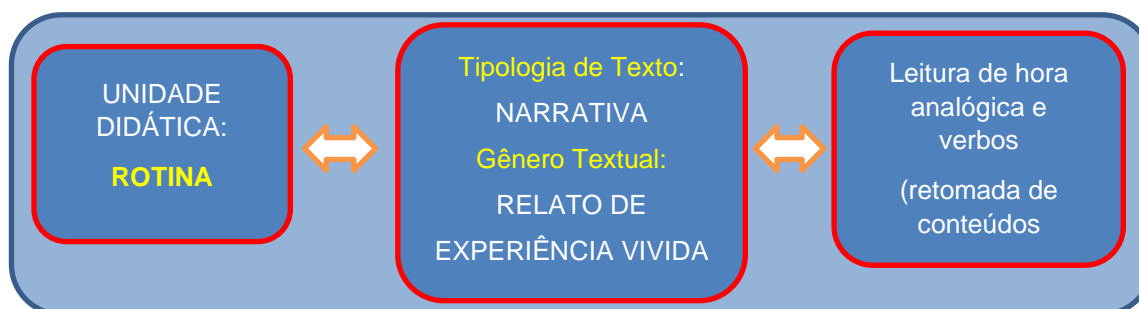 UNIDADE
DIDÁTICA:
ROTINA
Tipologia de Texto:
NARRATIVA
Gênero Textual:
RELATO DE
EXPERIÊNCIA VIVIDA
Leitura de hora
analógica e
verbos
(retomada de
conteúdos